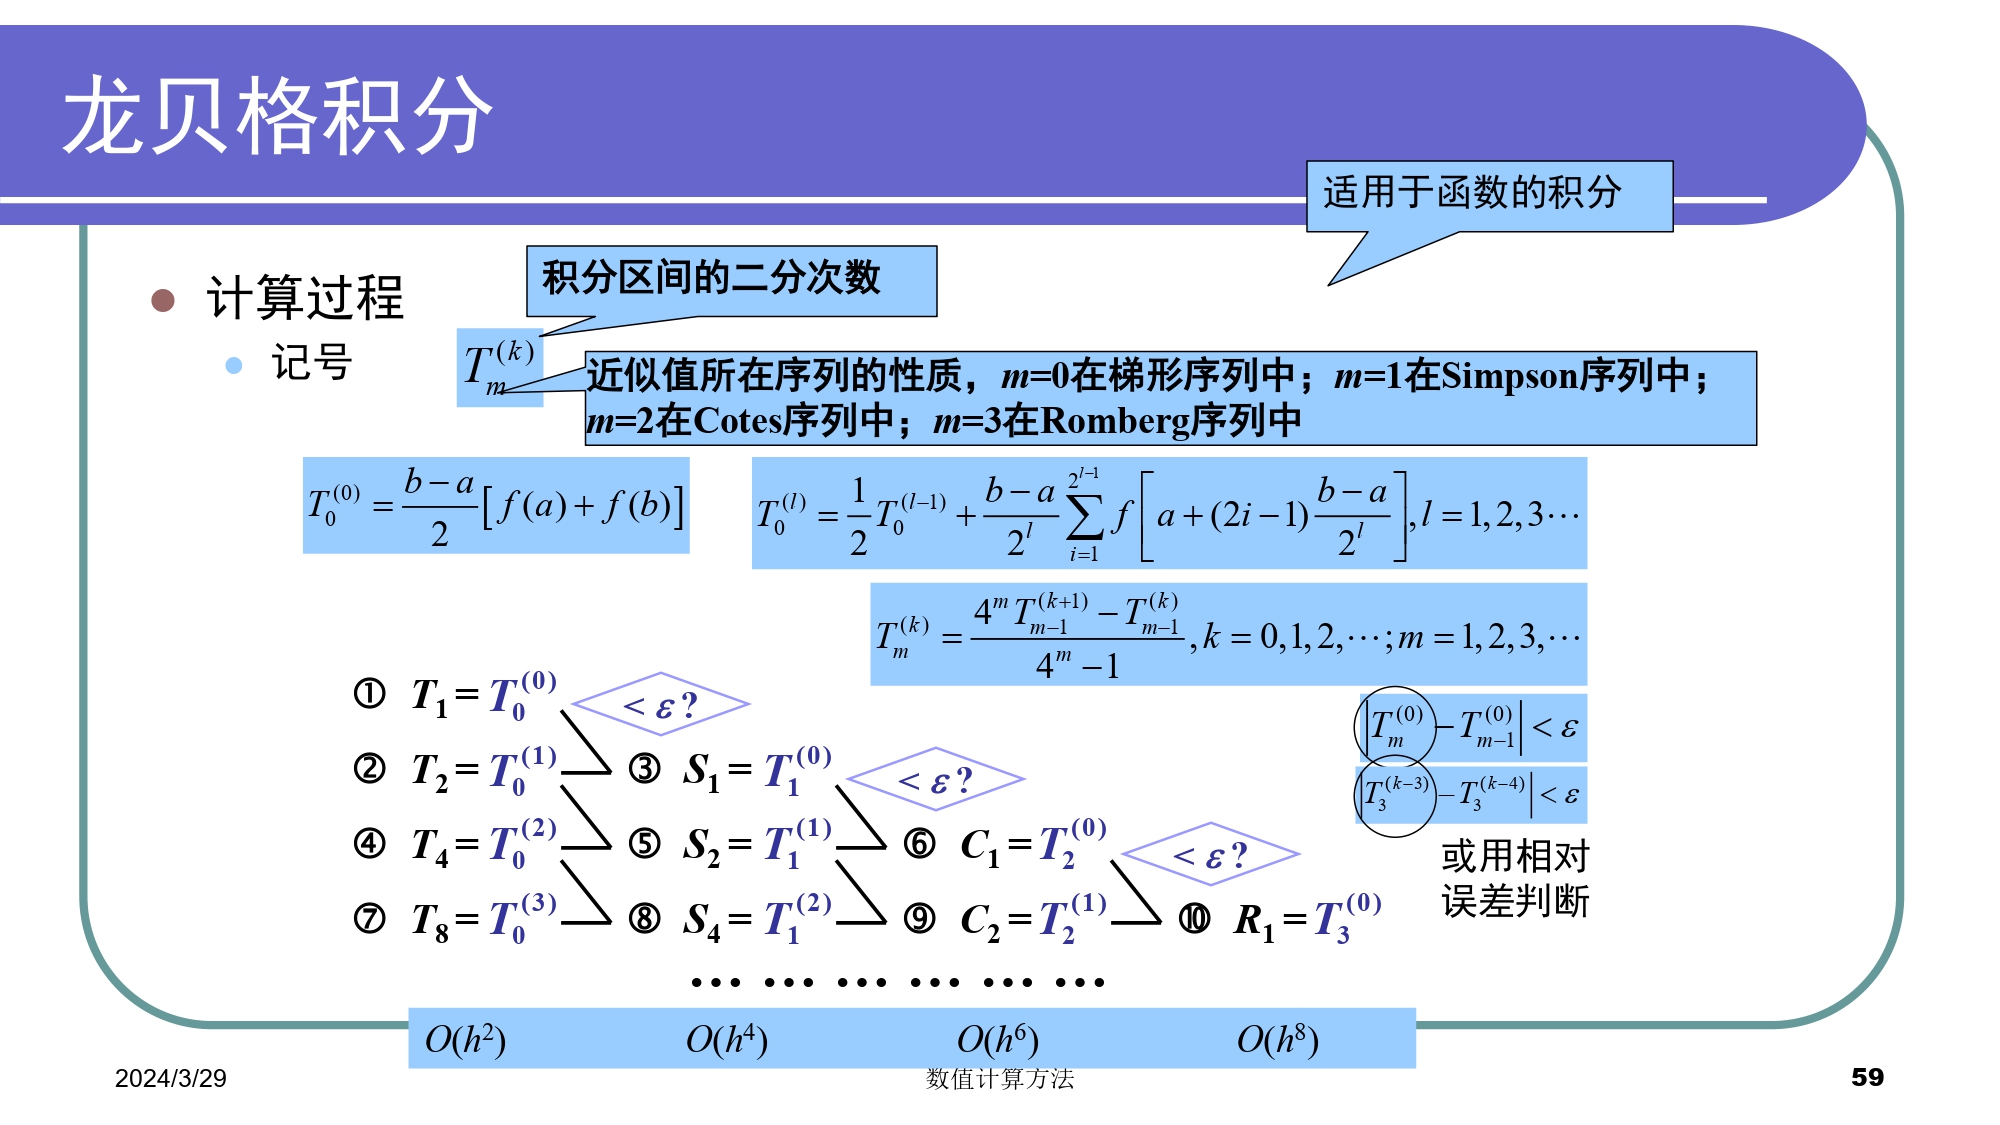 龙贝格积分
适用于函数的积分
积分区间的二分次数
● 计算过程
● 记号
T_m^{(k)}
近似值所在序列的性质，m=0在梯形序列中；m=1在Simpson序列中；
m=2在Cotes序列中；m=3在Romberg序列中
T_0^{(0)} = \frac{b-a}{2}[f(a)+f(b)]
T_0^{(l)} = \frac{1}{2}T_0^{(l-1)} + \frac{b-a}{2^l}\sum_{i=1}^{2^{l-1}} f\left[a+(2i-1)\frac{b-a}{2^l}\right], l=1,2,3⋯
T_m^{(k)} = \frac{4^m T_{m-1}^{(k+1)} - T_{m-1}^{(k)}}{4^m-1}, k=0,1,2,⋯; m=1,2,3,⋯
① T_1 = T_0^{(0)} < ε ?
|T_m^{(0)} - T_{m-1}^{(0)}| < ε
② T_2 = T_0^{(1)} ③ S_1 = T_1^{(0)} < ε ?
|T_3^{(k-3)} - T_3^{(k-4)}| < ε
④ T_4 = T_0^{(2)} ⑤ S_2 = T_1^{(1)} ⑥ C_1 = T_2^{(0)} < ε ?
或用相对
误差判断
⑦ T_8 = T_0^{(3)} ⑧ S_4 = T_1^{(2)} ⑨ C_2 = T_2^{(1)} ⑩ R_1 = T_3^{(0)}
… … … … … …
O(h^2) O(h^4) O(h^6) O(h^8)
2024/3/29 数值计算方法 59